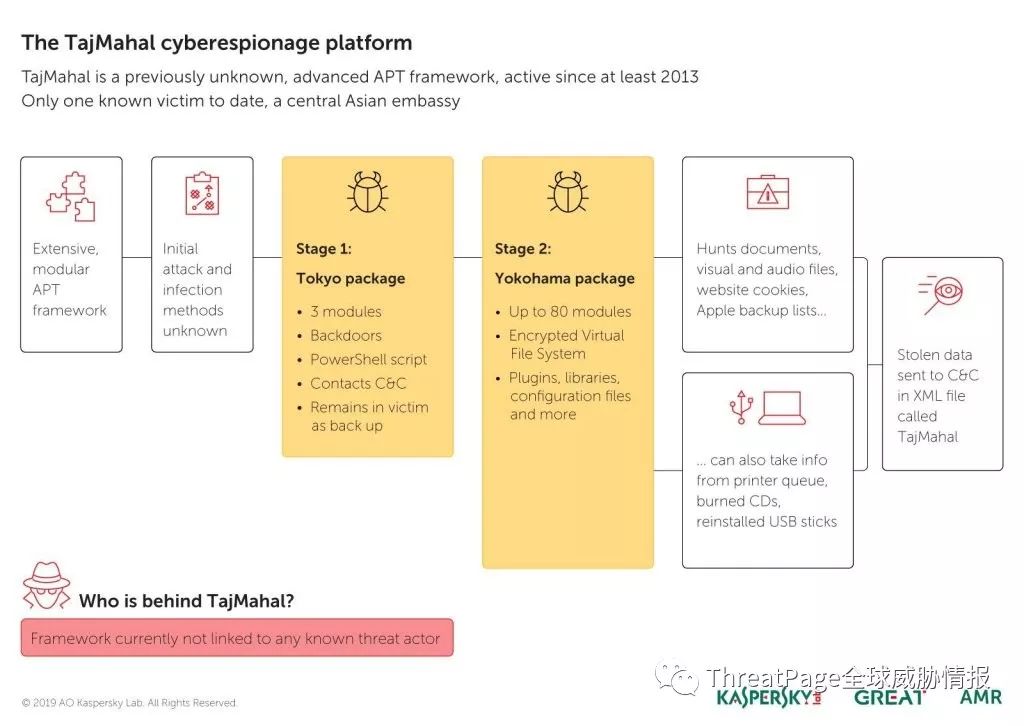 The TajMahal cyberespionage platform
TajMahal is a previously unknown, advanced APT framework, active since at least 2013
Only one known victim to date, a central Asian embassy
Extensive,
modular
APT
framework
Initial
attack and
infection
methods
unknown
Stage 1:
Tokyo package
• 3 modules
• Backdoors
• PowerShell script
• Contacts C&C
• Remains in victim
as back up
Stage 2:
Yokohama package
• Up to 80 modules
• Encrypted Virtual
File System
• Plugins, libraries,
configuration files
and more
Hunts documents,
visual and audio files,
website cookies,
Apple backup lists...
... can also take info
from printer queue,
burned CDs,
reinstalled USB sticks
Stolen data
sent to C&C
in XML file
called
TajMahal
Who is behind TajMahal?
Framework currently not linked to any known threat actor
ThreatPage全球威胁情报
© 2019 AO Kaspersky Lab. All Rights Reserved.
KASPERSKY lab
GREAT
AMR